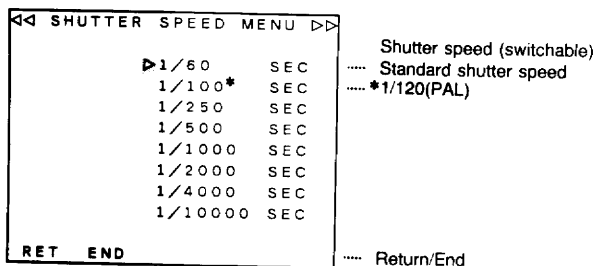 ◁◁ SHUTTER SPEED MENU ▷▷
Shutter speed (switchable)
▷1/60 SEC ..... Standard shutter speed
1/100* SEC ..... *1/120(PAL)
1/250 SEC
1/500 SEC
1/1000 SEC
1/2000 SEC
1/4000 SEC
1/10000 SEC
RET END ..... Return/End